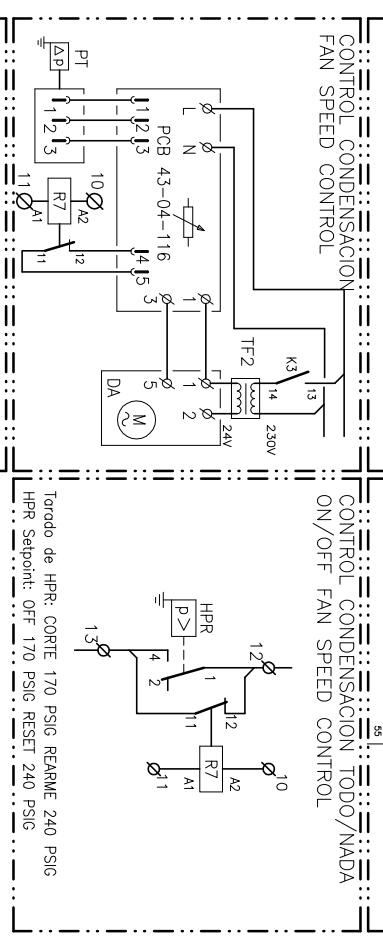 CONTROL CONDENSACION
FAN SPEED CONTROL
L
N
PCB 43-04-116
1
2
3
4
5
3
1
PT
Δp
1
2
3
10
A2
R7
A1
11
12
11
K3
13
14
TF2
230V
24V
1
2
5
DA
M
CONTROL CONDENSACION TODO/NADA
ON/OFF FAN SPEED CONTROL
12
HPR
p>
1
2
4
13
12
11
10
A2
R7
A1
11
Tarado de HPR: CORTE 170 PSIG REARME 240 PSIG
HPR Setpoint: OFF 170 PSIG RESET 240 PSIG
55